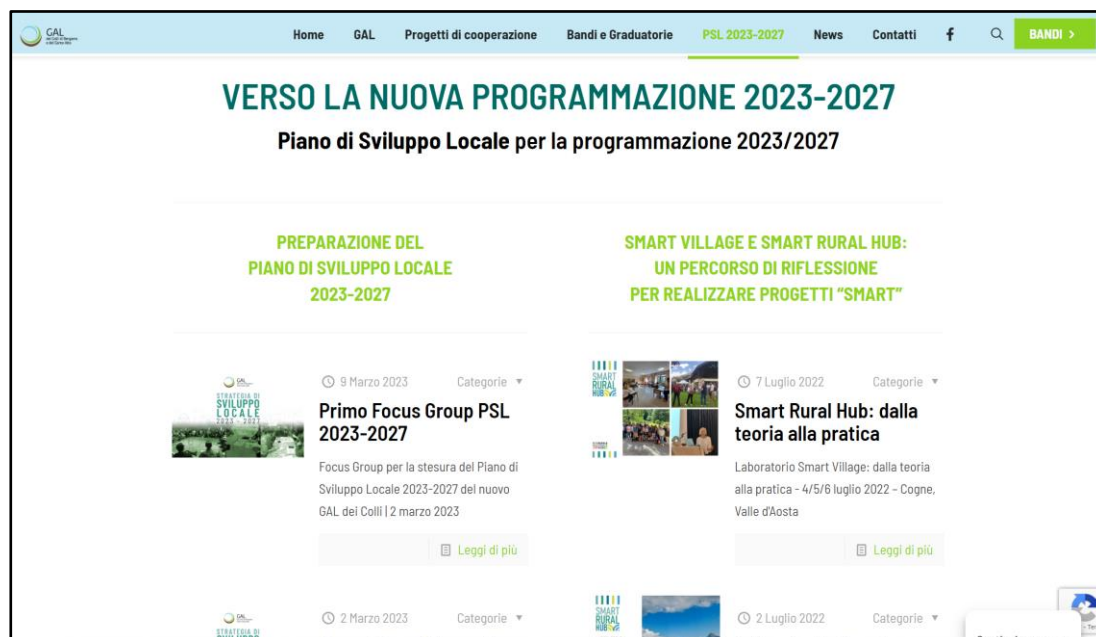 GAL
Home
GAL
Progetti di cooperazione
Bandi e Graduatorie
PSL 2023-2027
News
Contatti
BANDI >
VERSO LA NUOVA PROGRAMMAZIONE 2023-2027
Piano di Sviluppo Locale per la programmazione 2023/2027
PREPARAZIONE DEL
PIANO DI SVILUPPO LOCALE
2023-2027
STRATEGIA DI
SVILUPPO
LOCALE
2023 - 2027
9 Marzo 2023
Categorie
Primo Focus Group PSL
2023-2027
Focus Group per la stesura del Piano di
Sviluppo Locale 2023-2027 del nuovo
GAL dei Colli | 2 marzo 2023
Leggi di più
GAL
STRATEGIA DI
2 Marzo 2023
Categorie
SMART VILLAGE E SMART RURAL HUB:
UN PERCORSO DI RIFLESSIONE
PER REALIZZARE PROGETTI “SMART”
SMART
RURAL
HUB
7 Luglio 2022
Categorie
Smart Rural Hub: dalla
teoria alla pratica
Laboratorio Smart Village: dalla teoria
alla pratica - 4/5/6 luglio 2022 – Cogne,
Valle d'Aosta
Leggi di più
SMART
RURAL
2 Luglio 2022
Categorie